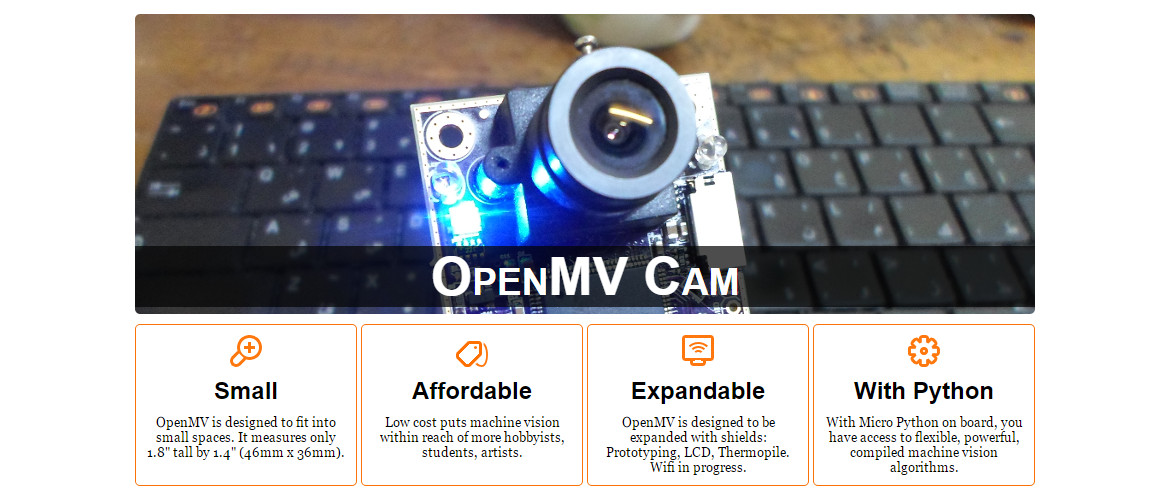 Q W E
A S D
Z X
OpenMV Cam
Small
OpenMV is designed to fit into
small spaces. It measures only
1.8" tall by 1.4" (46mm x 36mm).
Affordable
Low cost puts machine vision
within reach of more hobbyists,
students, artists.
Expandable
OpenMV is designed to be
expanded with shields:
Prototyping, LCD, Thermopile.
Wifi in progress.
With Python
With Micro Python on board, you
have access to flexible, powerful,
compiled machine vision
algorithms.